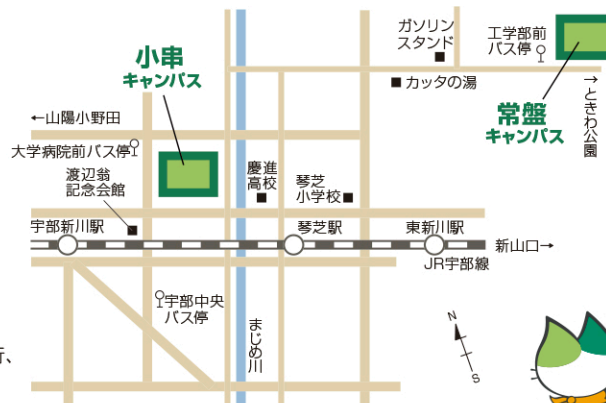 ガソリン
スタンド
工学部前
バス停
小串
キャンパス
カッタの湯
→ときわ公園
常盤
キャンパス
←山陽小野田
大学病院前バス停
渡辺翁
記念会館
慶進
高校
琴芝
小学校
宇部新川駅
琴芝駅
東新川駅
新山口→
JR宇部線
宇部中央
バス停
まじめ川
N
S